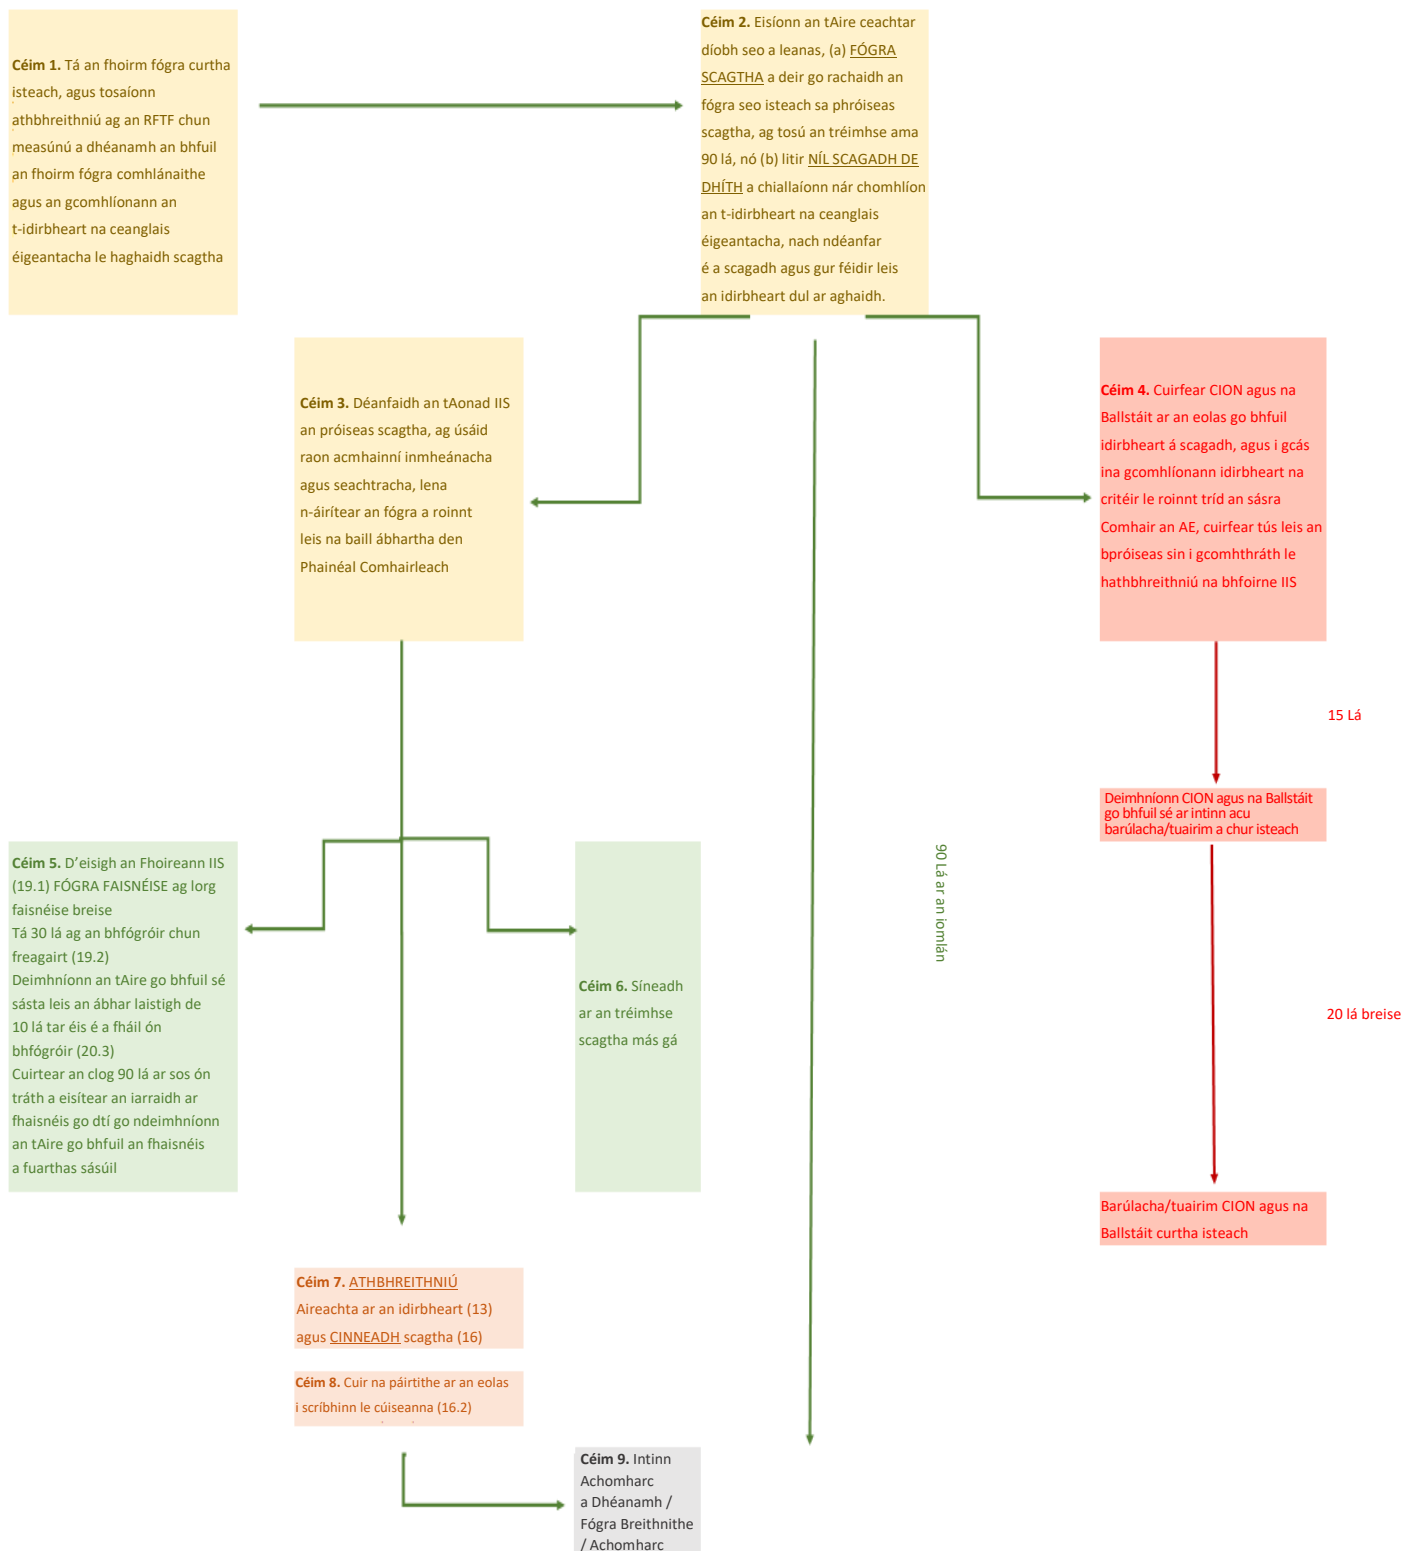 Céim 1. Tá an fhoirm fógra curtha
isteach, agus tosaíonn
athbhreithniú ag an RFTF chun
measúnú a dhéanamh an bhfuil
an fhoirm fógra comhlánaithe
agus an gcomhlíonann an
t-idirbheart na ceanglais
éigeantacha le haghaidh scagtha
Céim 2. Eisíonn an tAire ceachtar
díobh seo a leanas, (a) FÓGRA
SCAGTHA a deir go rachaidh an
fógra seo isteach sa phróiseas
scagtha, ag tosú an tréimhse ama
90 lá, nó (b) litir NÍL SCAGADH DE
DHÍTH a chiallaíonn nár chomhlíon
an t-idirbheart na ceanglais
éigeantacha, nach ndéanfar
é a scagadh agus gur féidir leis
an idirbheart dul ar aghaidh.
Céim 3. Déanfaidh an tAonad IIS
an próiseas scagtha, ag úsáid
raon acmhainní inmheánacha
agus seachtracha, lena
n-áirítear an fógra a roinnt
leis na baill ábhartha den
Phainéal Comhairleach
Céim 4. Cuirfear CION agus na
Ballstáit ar an eolas go bhfuil
idirbheart á scagadh, agus i gcás
ina gcomhlíonann idirbheart na
critéir le roinnt tríd an sásra
Comhair an AE, cuirfear tús leis an
bpróiseas sin i gcomhthráth le
hathbhreithniú na bhfoirne IIS
15 Lá
Deimhníonn CION agus na Ballstáit
go bhfuil sé ar intinn acu
barúlacha/tuairim a chur isteach
90 Lá ar an iomlán
20 lá breise
Céim 5. D'eisigh an Fhoireann IIS
(19.1) FÓGRA FAISNÉISE ag lorg
faisnéise breise
Tá 30 lá ag an bhfógróir chun
freagairt (19.2)
Deimhníonn an tAire go bhfuil sé
sásta leis an ábhar laistigh de
10 lá tar éis é a fháil ón
bhfógróir (20.3)
Cuirtear an clog 90 lá ar sos ón
tráth a eisítear an iarraidh ar
fhaisnéis go dtí go ndeimhníonn
an tAire go bhfuil an fhaisnéis
a fuarthas sásúil
Céim 6. Síneadh
ar an tréimhse
scagtha más gá
Barúlacha/tuairim CION agus na
Ballstáit curtha isteach
Céim 7. ATHBHREITHNIÚ
Aireachta ar an idirbheart (13)
agus CINNEADH scagtha (16)
Céim 8. Cuir na páirtithe ar an eolas
i scríbhinn le cúiseanna (16.2)
Céim 9. Intinn
Achomharc
a Dhéanamh /
Fógra Breithnithe
/ Achomharc